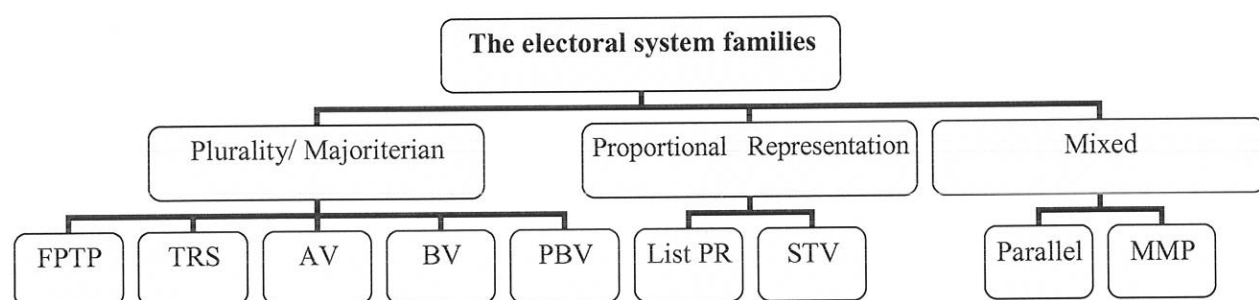 The electoral system families
Plurality/ Majoriterian
Proportional Representation
Mixed
FPTP
TRS
AV
BV
PBV
List PR
STV
Parallel
MMP